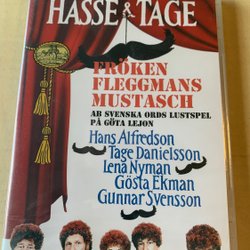 HASSE & TAGE
FRÖKEN
FLEGGMANS
MUSTASCH
AB SVENSKA ORDS LUSTSPEL
PÅ GÖTA LEJON
Hans Alfredson
Tage Danielsson
Lena Nyman
Gösta Ekman
Gunnar Svensson